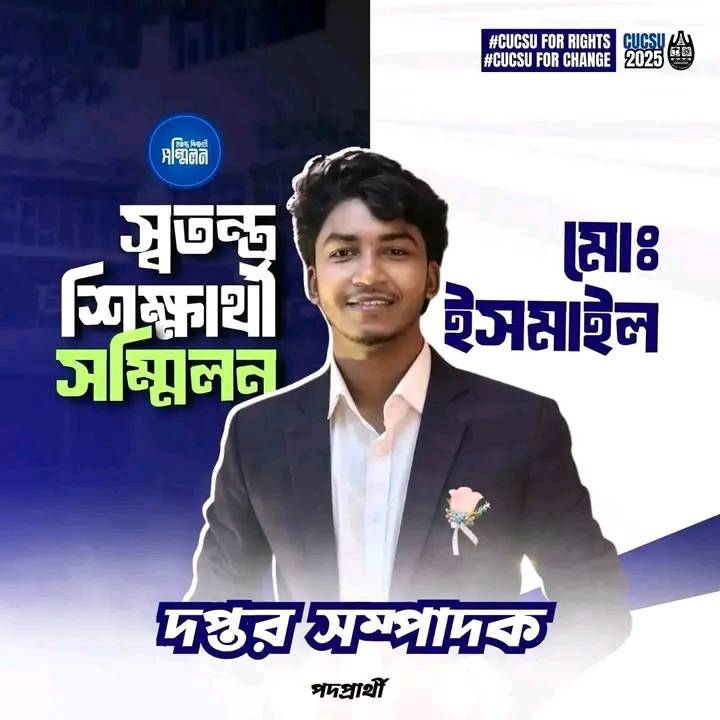 #CUCSU FOR RIGHTS
#CUCSU FOR CHANGE
CUCSU
2025
স্বতন্ত্র শিক্ষার্থী
সম্মিলন
স্বতন্ত্র
শিক্ষার্থী
সম্মিলন
মোঃ
ইসমাইল
দপ্তর সম্পাদক
পদপ্রার্থী